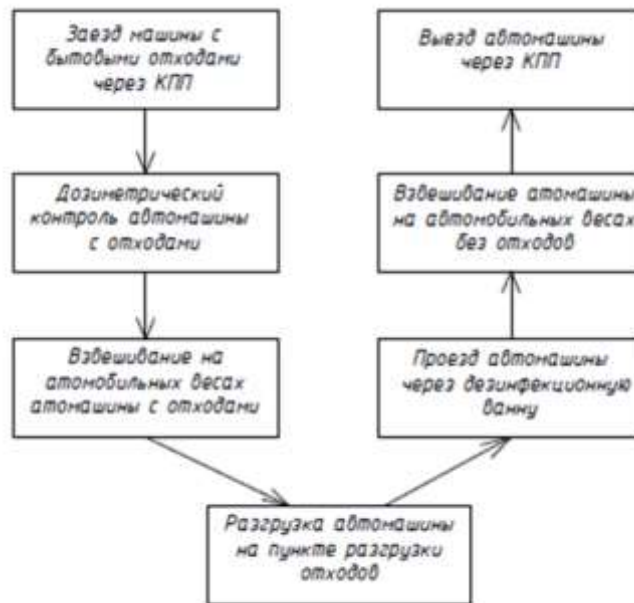 Заезд машины с
бытовыми отходами
через КПП
Дозиметрический
контроль автомашины
с отходами
Взвешивание на
атомобильных весах
атомашины с отходами
Разгрузка автомашины
на пункте разгрузки
отходов
Проезд автомашины
через дезинфекционную
ванну
Взвешивание атомашины
на автомобильных весах
без отходов
Выезд автомашины
через КПП